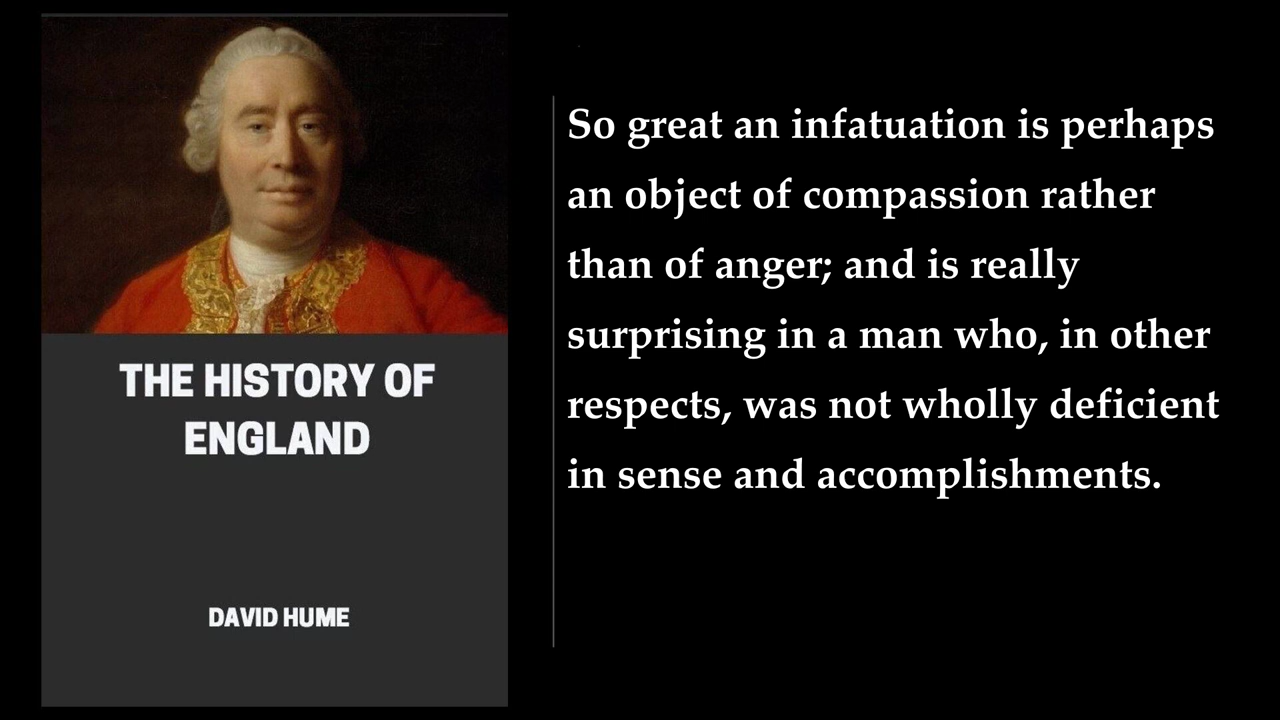 THE HISTORY OF
ENGLAND
DAVID HUME
So great an infatuation is perhaps
an object of compassion rather
than of anger; and is really
surprising in a man who, in other
respects, was not wholly deficient
in sense and accomplishments.